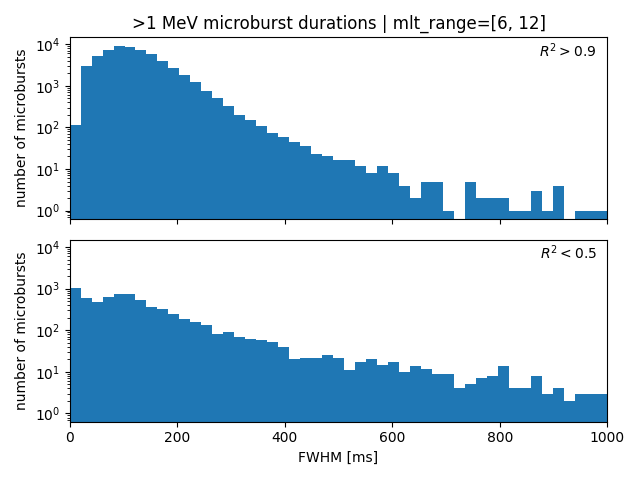 >1 MeV microburst durations | mlt_range=[6, 12]
number of microbursts
10⁴
10³
10²
10¹
10⁰
R² > 0.9
number of microbursts
10⁴
10³
10²
10¹
10⁰
R² < 0.5
0 200 400 600 800 1000
FWHM [ms]